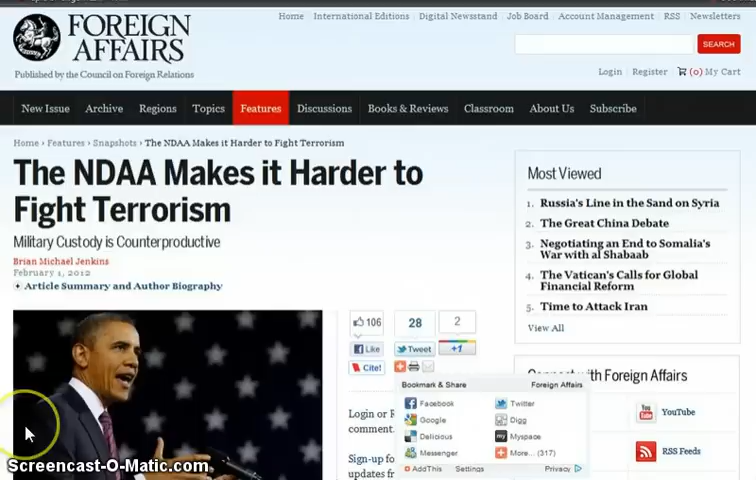 FOREIGN
AFFAIRS
Published by the Council on Foreign Relations
Home International Editions Digital Newsstand Job Board Account Management RSS Newsletters
SEARCH
Login Register (0) My Cart
New Issue Archive Regions Topics Features Discussions Books & Reviews Classroom About Us Subscribe
Home › Features › Snapshots › The NDAA Makes it Harder to Fight Terrorism
The NDAA Makes it Harder to
Fight Terrorism
Military Custody is Counterproductive
Brian Michael Jenkins
February 1, 2012
Article Summary and Author Biography
106 28 2
Like Tweet +1
Cite!
Login or R
comment.
Sign-up fo
updates fr
Bookmark & Share Foreign Affairs
Facebook Twitter
Google Digg
Delicious Myspace
Messenger More... (317)
AddThis Settings Privacy
Most Viewed
1. Russia's Line in the Sand on Syria
2. The Great China Debate
3. Negotiating an End to Somalia's
War with al Shabaab
4. The Vatican's Calls for Global
Financial Reform
5. Time to Attack Iran
View All
Connect with Foreign Affairs
YouTube
RSS Feeds
Screencast-O-Matic.com